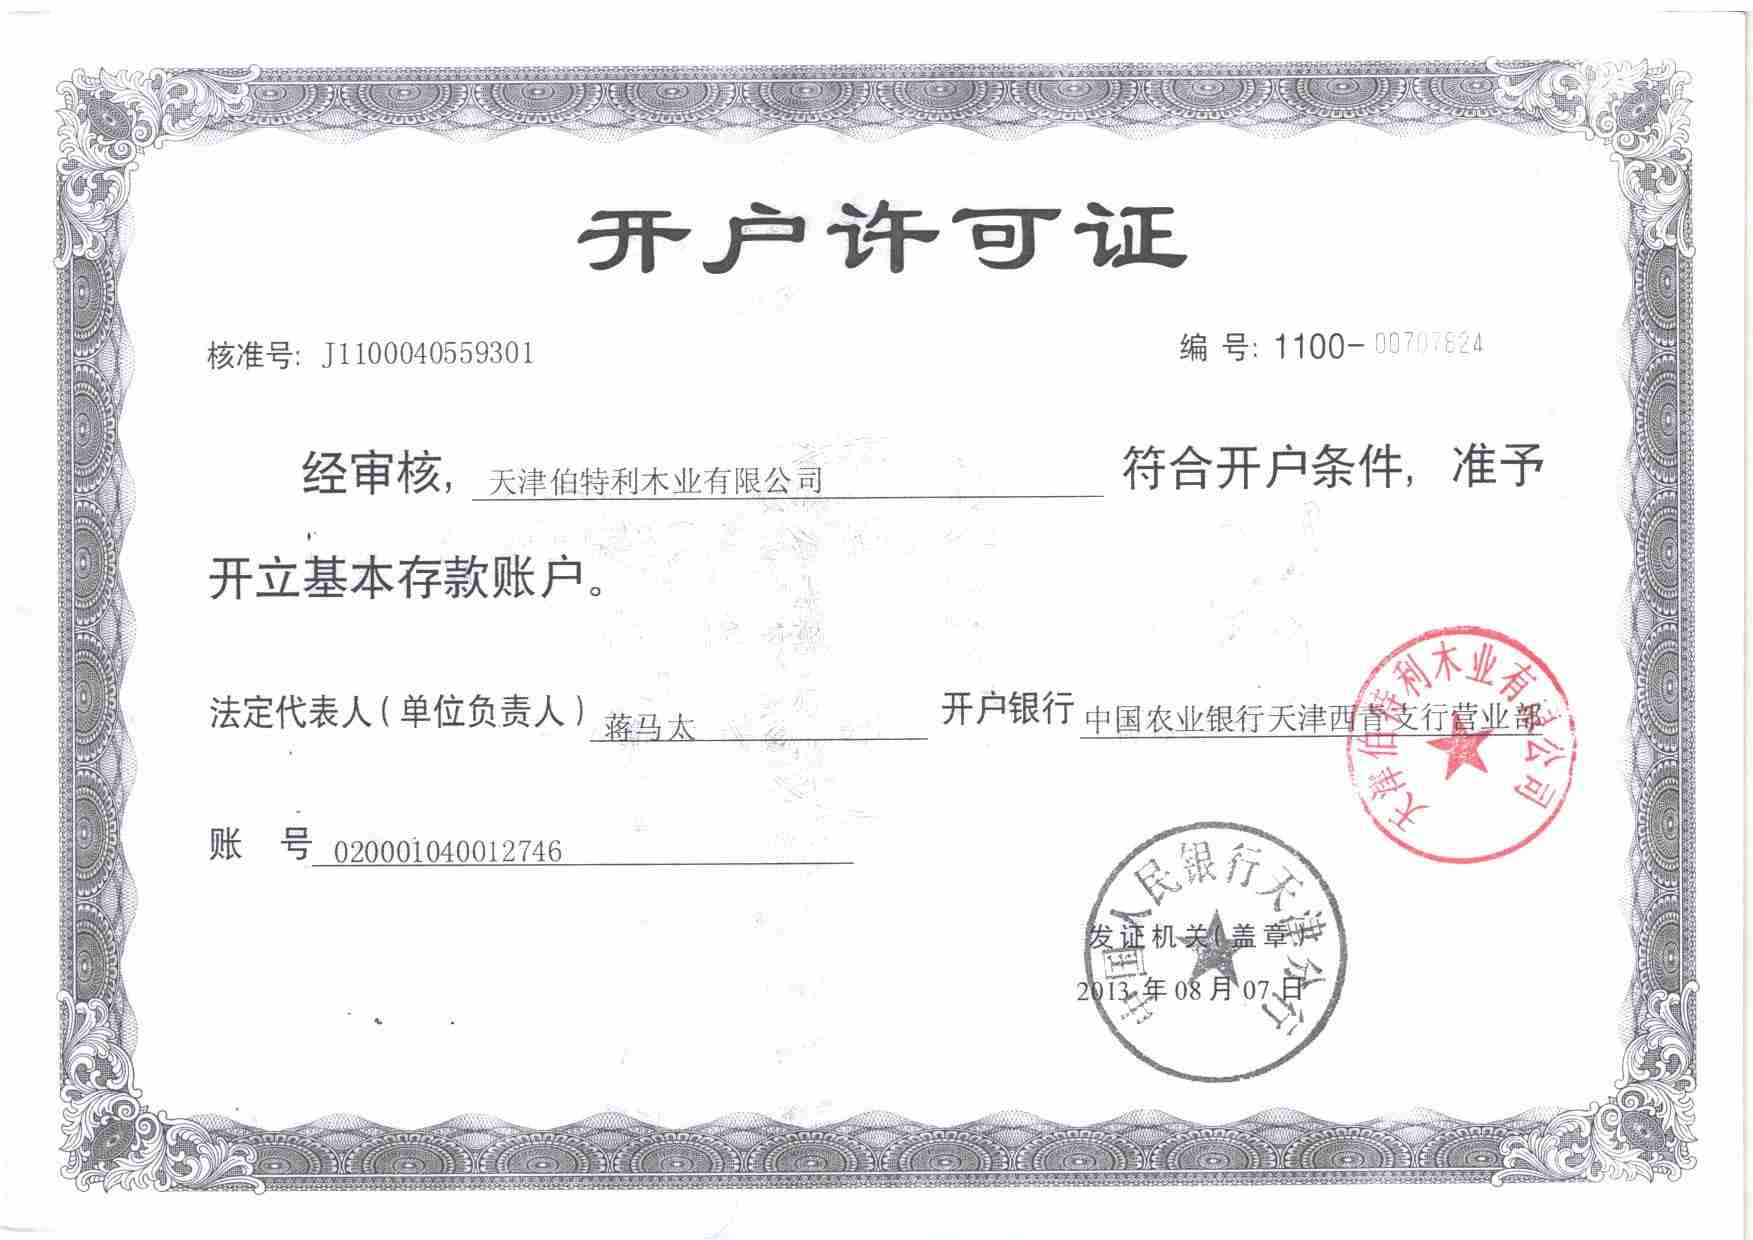 开户许可证
核准号: J1100040559301
编 号: 1100-00707824
经审核, 天津伯特利木业有限公司 符合开户条件, 准予
开立基本存款账户。
法定代表人(单位负责人) 蒋马太 开户银行 中国农业银行天津西青支行营业部
天津伯特利木业有限公司
账 号 020001040012746
中国人民银行天津分行
发证机关(盖章)
2013 年 08 月 07 日